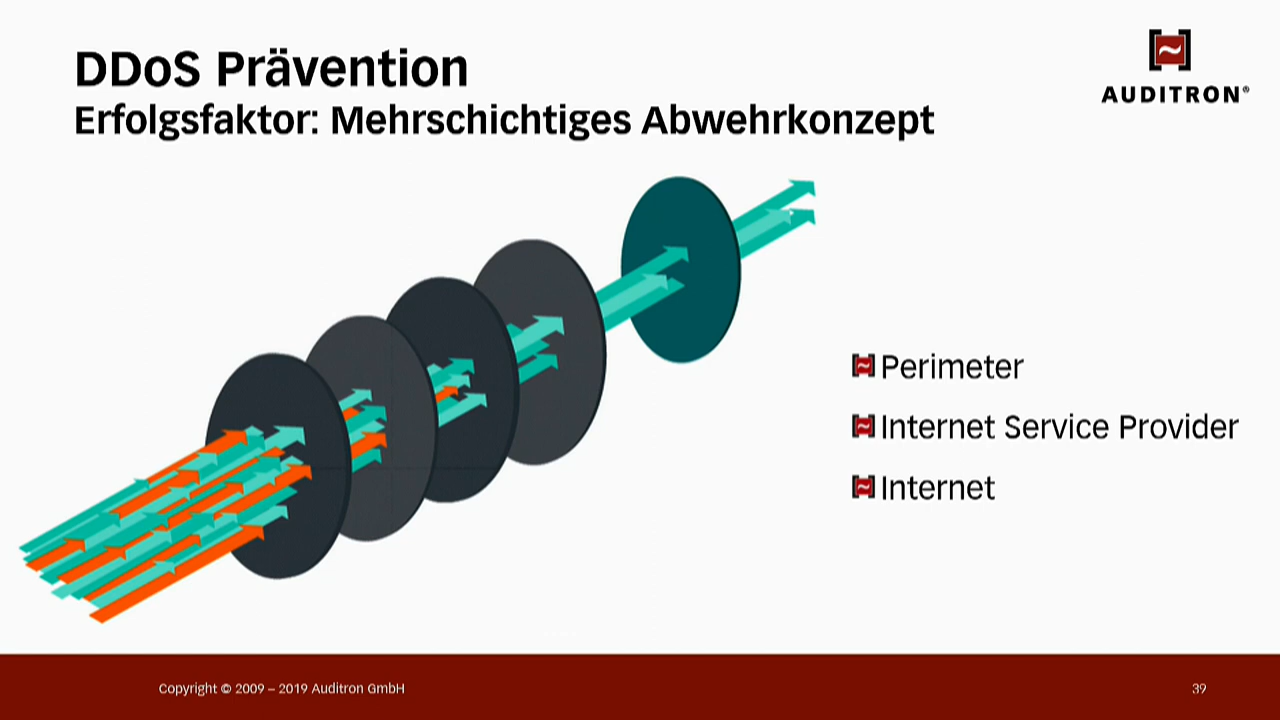 DDoS Prävention
Erfolgsfaktor: Mehrschichtiges Abwehrkonzept
AUDITRON®
Perimeter
Internet Service Provider
Internet
Copyright © 2009 – 2019 Auditron GmbH
39